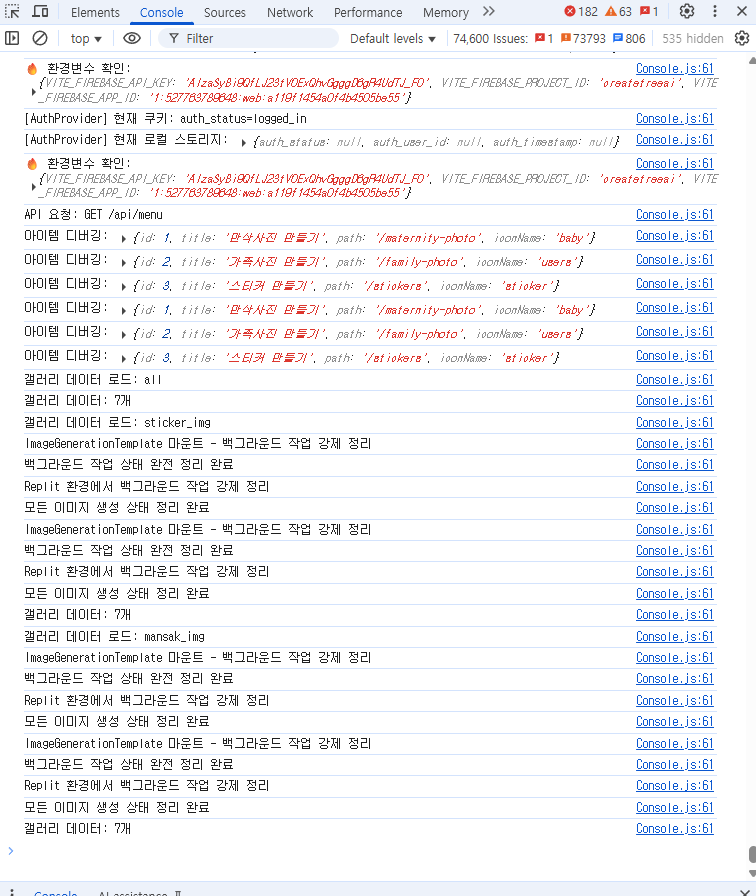 Elements Console Sources Network Performance Memory 182 63 1
top Filter Default levels 74,600 Issues: 1 73793 806 535 hidden
🔥 환경변수 확인: Console.js:61
{VITE_FIREBASE_API_KEY: VITE_FIREBASE_PROJECT_ID: 'createtreeai', VITE
_FIREBASE_APP_ID: '1:527763789648:web:a119f1454a0f4b4505be55'}
[AuthProvider] 현재 쿠키: auth_status=logged_in Console.js:61
[AuthProvider] 현재 로컬 스토리지: {auth_status: null, auth_user_id: null, auth_timestamp: null} Console.js:61
🔥 환경변수 확인: Console.js:61
{VITE_FIREBASE_API_KEY: VITE_FIREBASE_PROJECT_ID: 'createtreeai', VITE
_FIREBASE_APP_ID: '1:527763789648:web:a119f1454a0f4b4505be55'}
API 요청: GET /api/menu Console.js:61
아이템 디버깅: {id: 1, title: '만삭사진 만들기', path: '/maternity-photo', iconName: 'baby'} Console.js:61
아이템 디버깅: {id: 2, title: '가족사진 만들기', path: '/family-photo', iconName: 'users'} Console.js:61
아이템 디버깅: {id: 3, title: '스티커 만들기', path: '/stickers', iconName: 'sticker'} Console.js:61
아이템 디버깅: {id: 1, title: '만삭사진 만들기', path: '/maternity-photo', iconName: 'baby'} Console.js:61
아이템 디버깅: {id: 2, title: '가족사진 만들기', path: '/family-photo', iconName: 'users'} Console.js:61
아이템 디버깅: {id: 3, title: '스티커 만들기', path: '/stickers', iconName: 'sticker'} Console.js:61
갤러리 데이터 로드: all Console.js:61
갤러리 데이터: 7개 Console.js:61
갤러리 데이터 로드: sticker_img Console.js:61
ImageGenerationTemplate 마운트 - 백그라운드 작업 강제 정리 Console.js:61
백그라운드 작업 상태 완전 정리 완료 Console.js:61
Replit 환경에서 백그라운드 작업 강제 정리 Console.js:61
모든 이미지 생성 상태 정리 완료 Console.js:61
ImageGenerationTemplate 마운트 - 백그라운드 작업 강제 정리 Console.js:61
백그라운드 작업 상태 완전 정리 완료 Console.js:61
Replit 환경에서 백그라운드 작업 강제 정리 Console.js:61
모든 이미지 생성 상태 정리 완료 Console.js:61
갤러리 데이터: 7개 Console.js:61
갤러리 데이터 로드: mansak_img Console.js:61
ImageGenerationTemplate 마운트 - 백그라운드 작업 강제 정리 Console.js:61
백그라운드 작업 상태 완전 정리 완료 Console.js:61
Replit 환경에서 백그라운드 작업 강제 정리 Console.js:61
모든 이미지 생성 상태 정리 완료 Console.js:61
ImageGenerationTemplate 마운트 - 백그라운드 작업 강제 정리 Console.js:61
백그라운드 작업 상태 완전 정리 완료 Console.js:61
Replit 환경에서 백그라운드 작업 강제 정리 Console.js:61
모든 이미지 생성 상태 정리 완료 Console.js:61
갤러리 데이터: 7개 Console.js:61
Console AI assistance